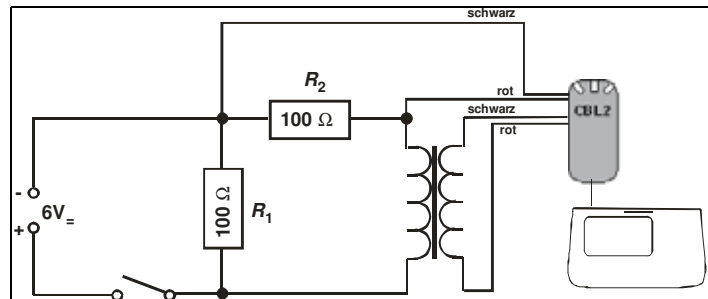 schwarz
R2
rot
schwarz
rot
CBL2
100 Ω
-
6V=
+
100 Ω
R1